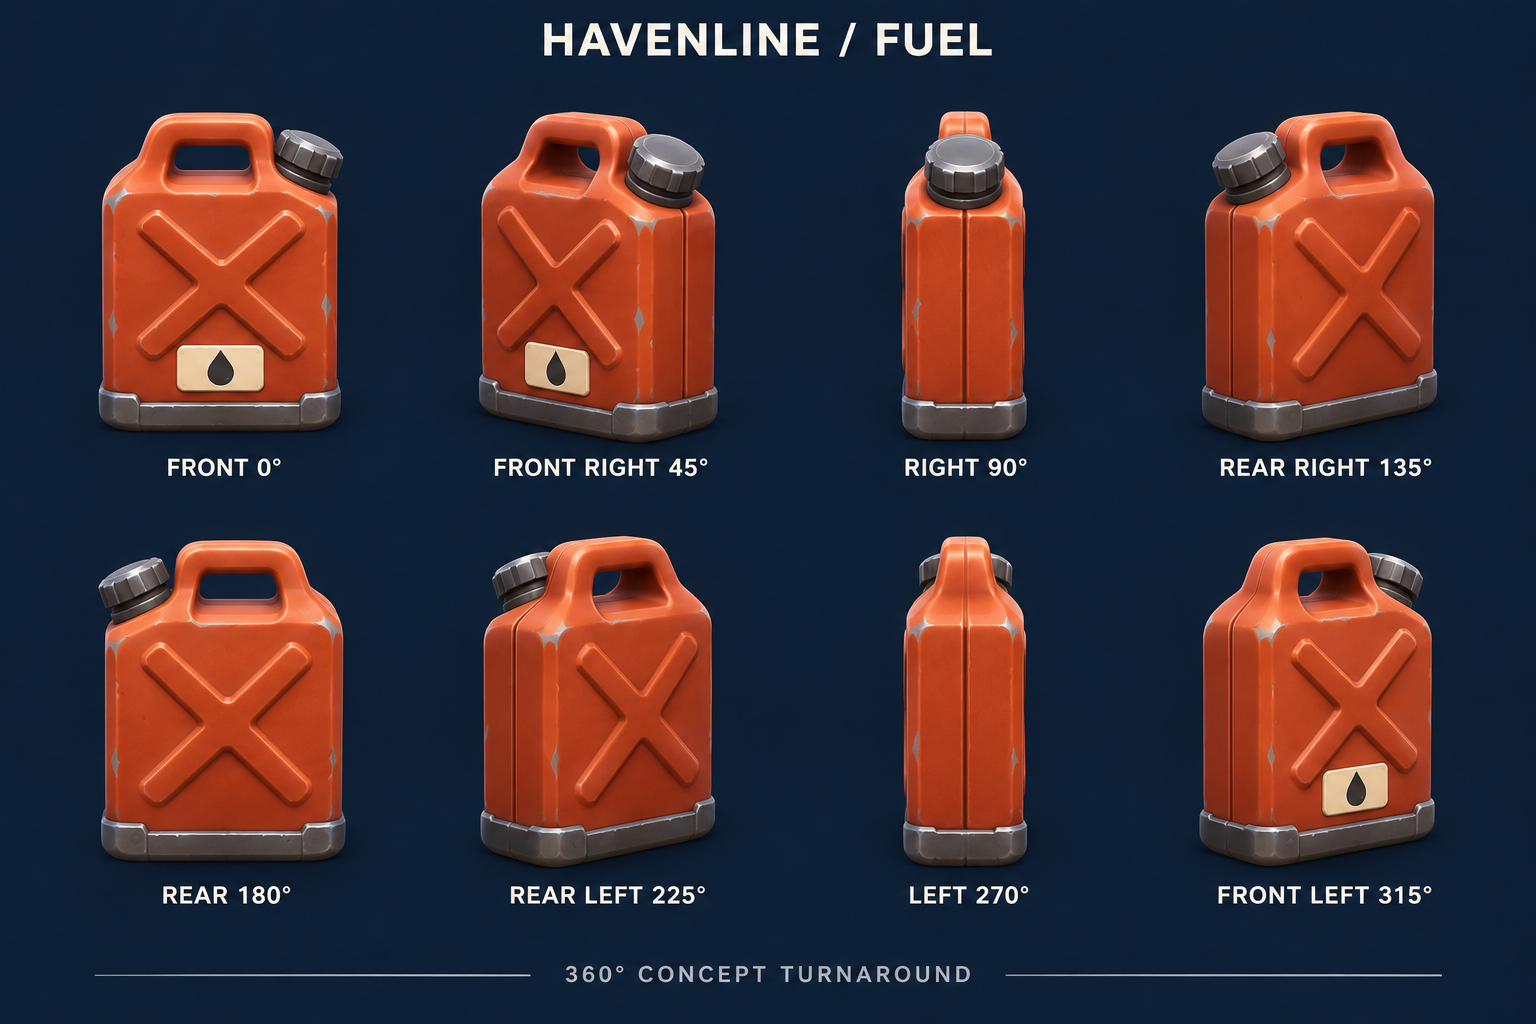 HAVENLINE / FUEL
FRONT 0°
FRONT RIGHT 45°
RIGHT 90°
REAR RIGHT 135°
REAR 180°
REAR LEFT 225°
LEFT 270°
FRONT LEFT 315°
360° CONCEPT TURNAROUND